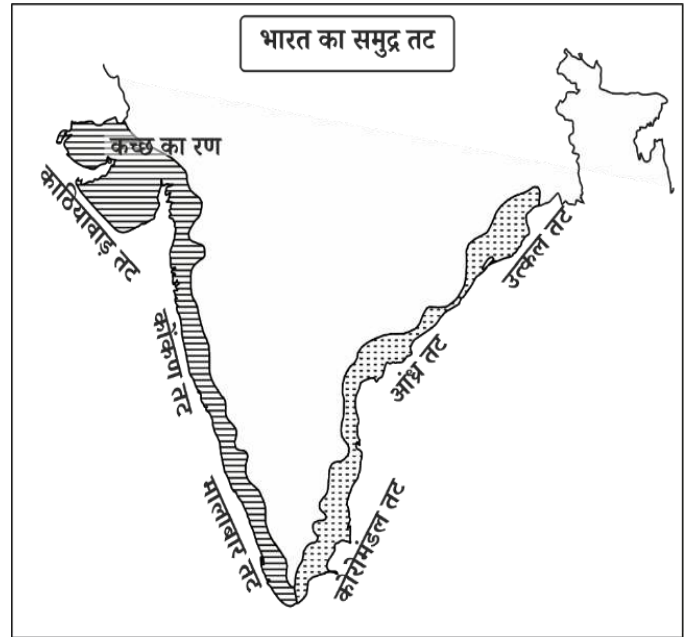 भारत का समुद्र तट
कच्छ का रण
काठियावाड़ तट
उत्कल तट
कोंकण तट
आंध्र तट
मालाबार तट
कोरोमंडल तट